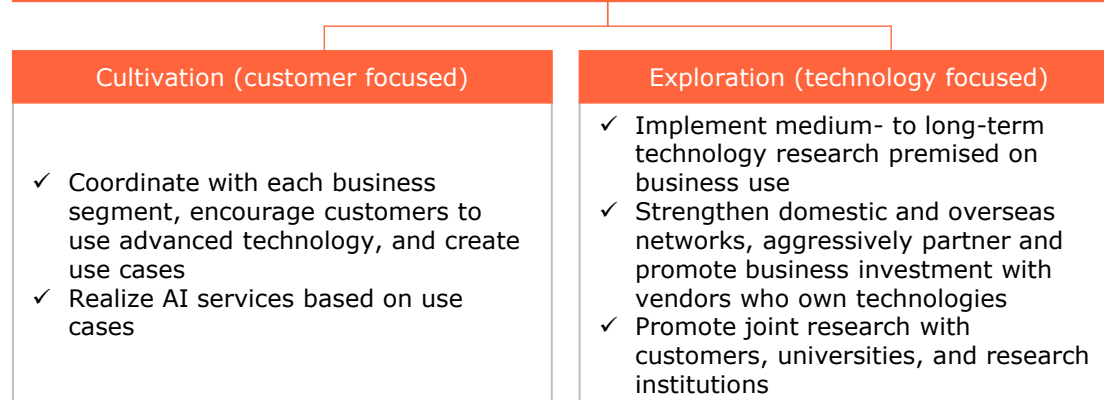 Cultivation (customer focused)
✓ Coordinate with each business
segment, encourage customers to
use advanced technology, and create
use cases
✓ Realize AI services based on use
cases
Exploration (technology focused)
✓ Implement medium- to long-term
technology research premised on
business use
✓ Strengthen domestic and overseas
networks, aggressively partner and
promote business investment with
vendors who own technologies
✓ Promote joint research with
customers, universities, and research
institutions